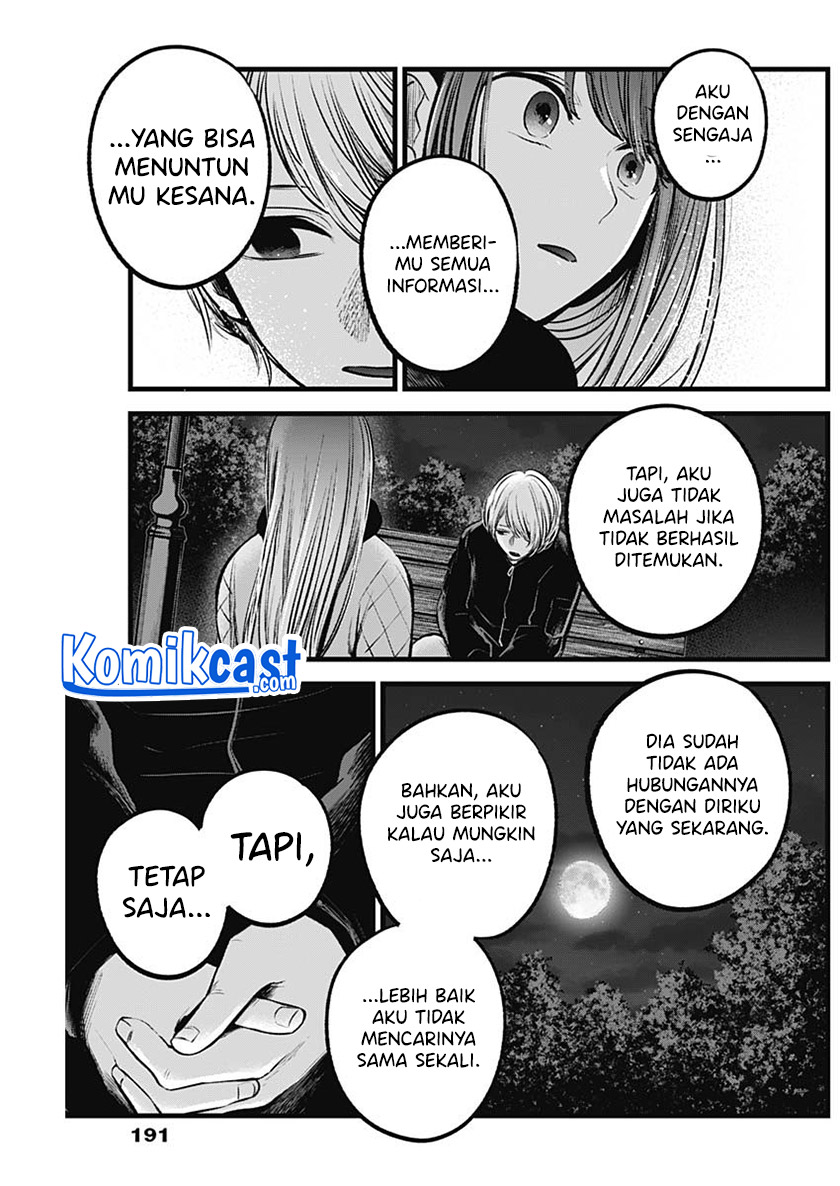 AKU
DENGAN
SENGAJA
...
...MEMBERI-
MU SEMUA
INFORMASI...
...YANG BISA
MENUNTUN
MU KESANA.
TAPI, AKU
JUGA TIDAK
MASALAH JIKA
TIDAK BERHASIL
DITEMUKAN.
DIA SUDAH
TIDAK ADA
HUBUNGANNYA
DENGAN DIRIKU
YANG SEKARANG.
BAHKAN, AKU
JUGA BERPIKIR
KALAU MUNGKIN
SAJA...
...LEBIH BAIK
AKU TIDAK
MENCARINYA
SAMA SEKALI.
TAPI,
TETAP
SAJA...
Komikcast
.com
191